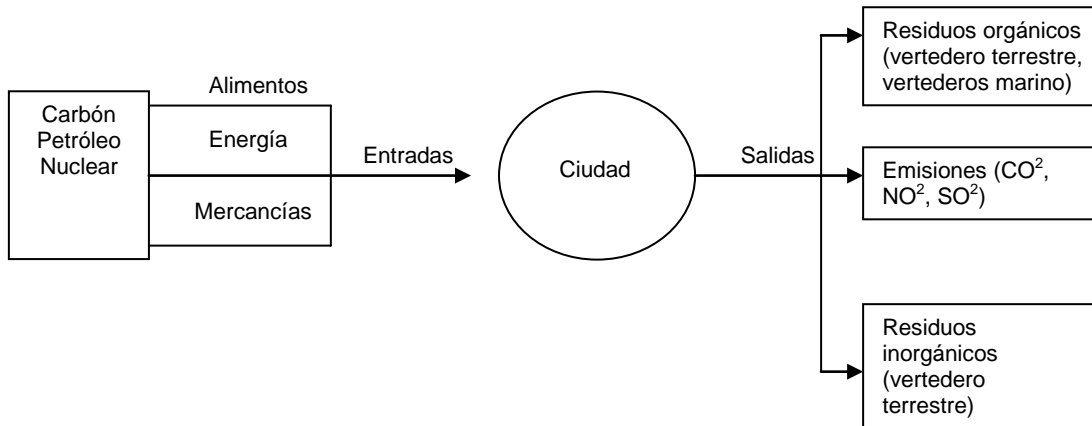 Carbón
Petróleo
Nuclear
Alimentos
Energía
Mercancías
Entradas
Ciudad
Salidas
Residuos orgánicos
(vertedero terrestre,
vertederos marino)
Emisiones (CO²,
NO², SO²)
Residuos
inorgánicos
(vertedero
terrestre)